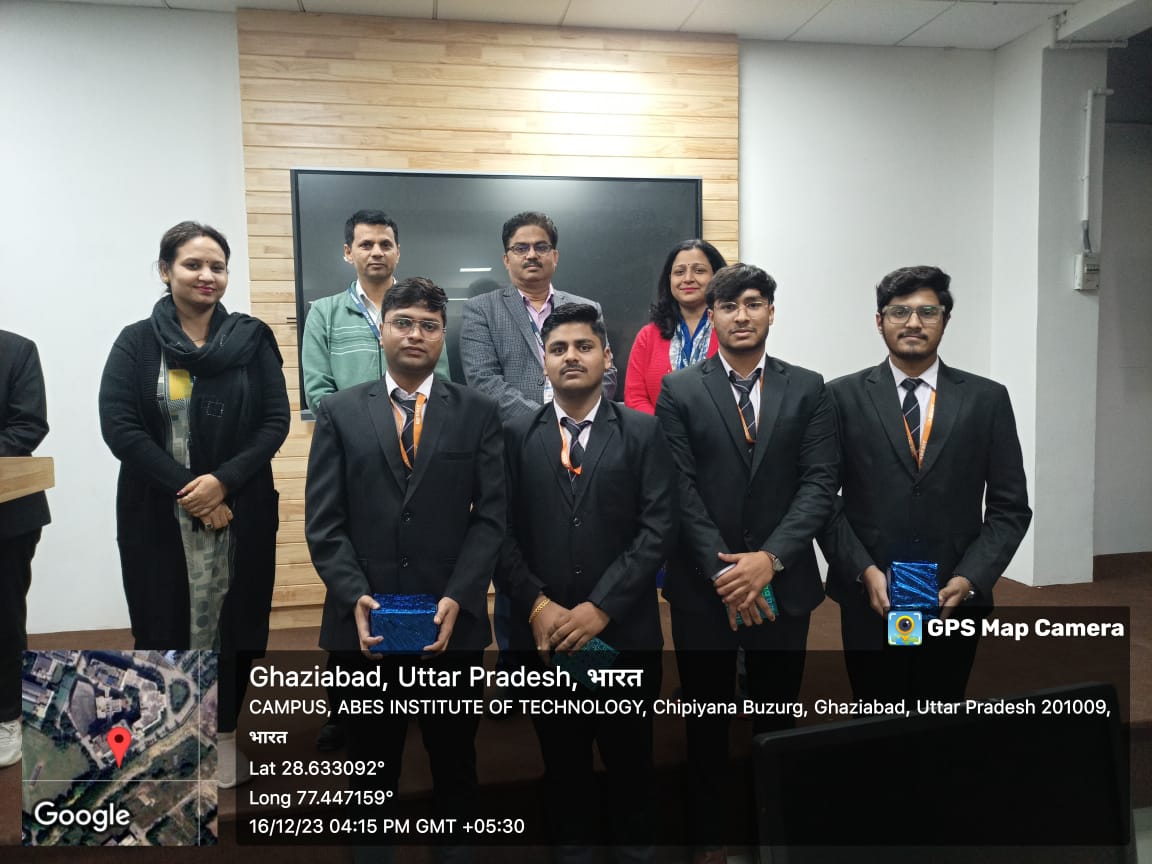 GPS Map Camera
Ghaziabad, Uttar Pradesh, भारत
CAMPUS, ABES INSTITUTE OF TECHNOLOGY, Chipiyana Buzurg, Ghaziabad, Uttar Pradesh 201009,
भारत
Lat 28.633092°
Long 77.447159°
16/12/23 04:15 PM GMT +05:30
Google